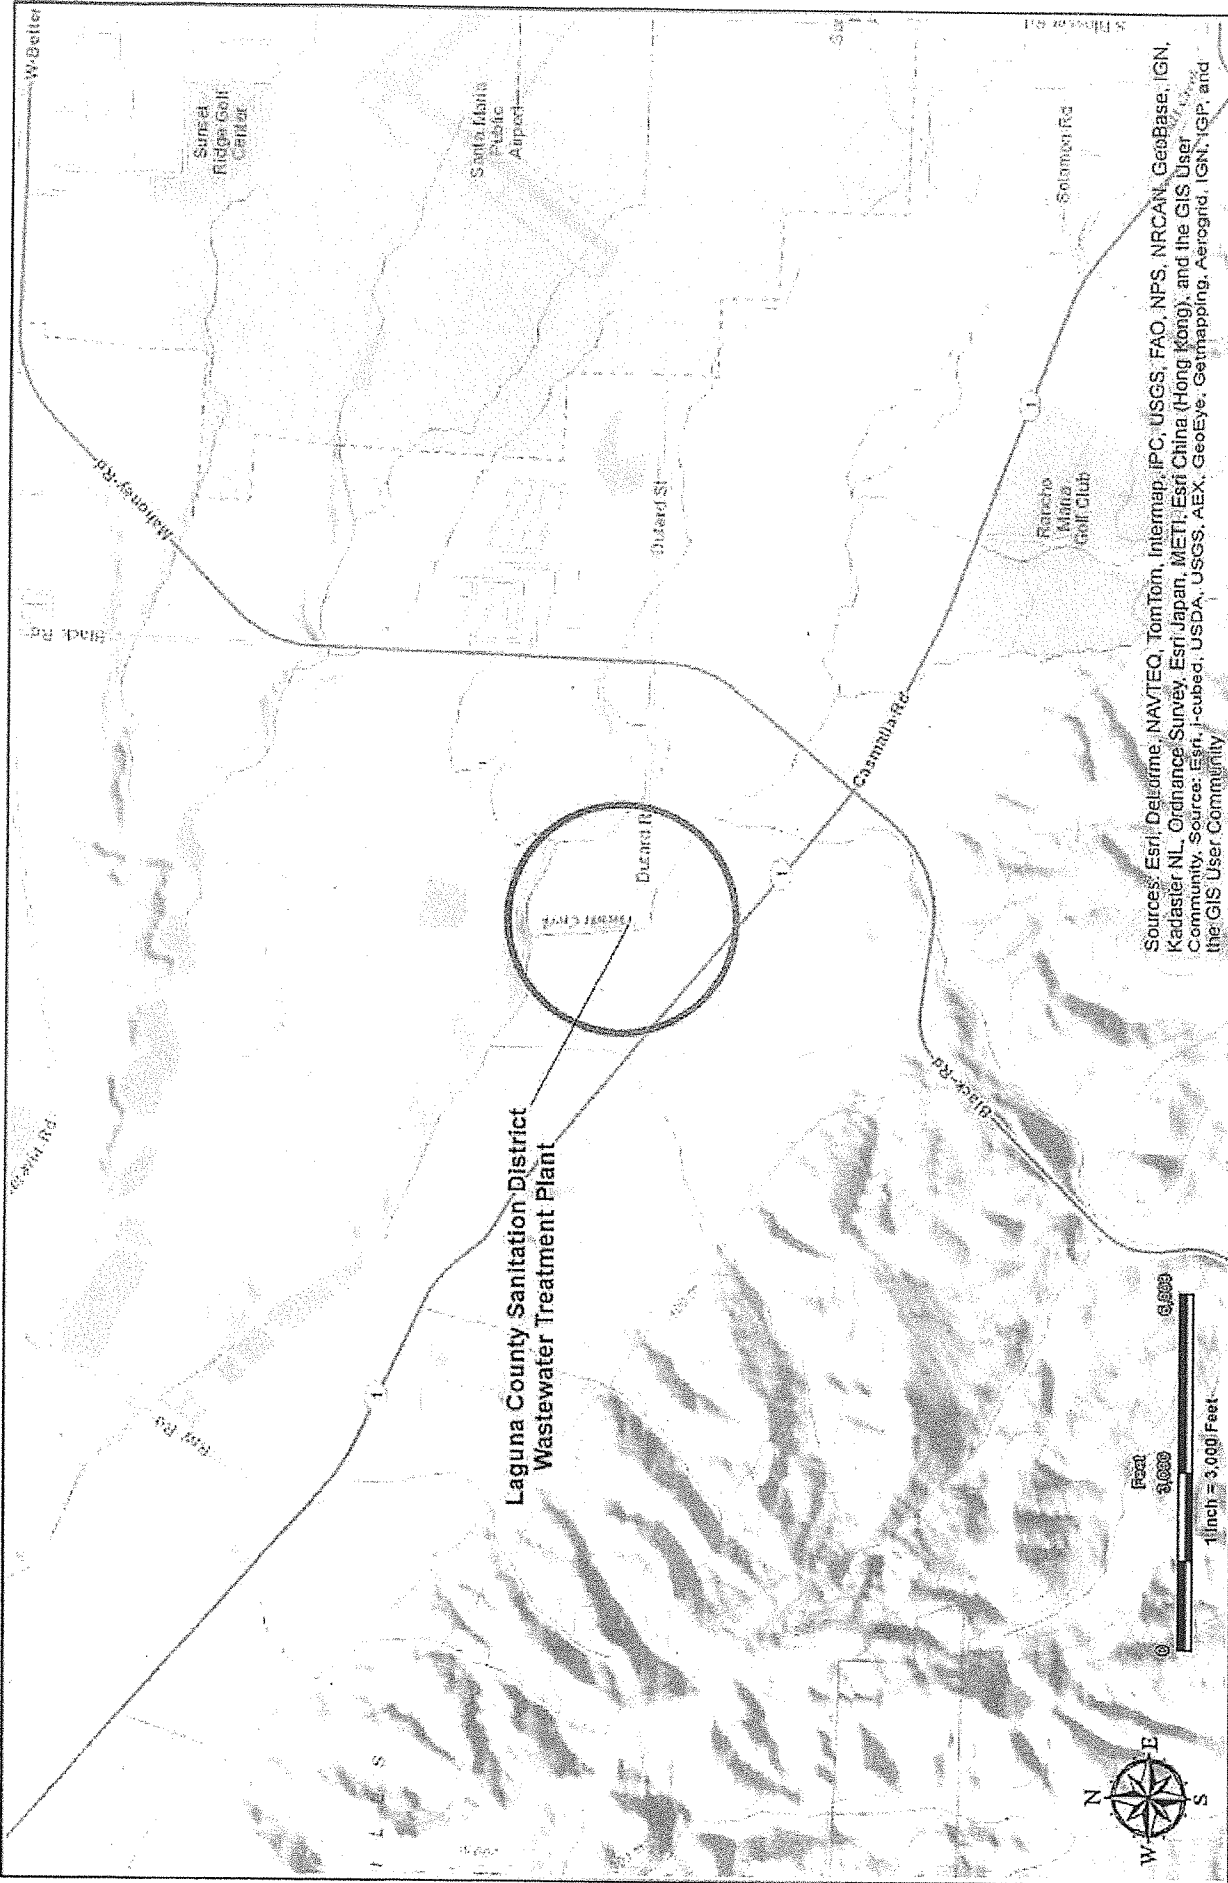 W Better
Sunset
Ridge Golf
Center
Santa Maria
Public
Airport
Mahoney Rd
Black Rd
Ray Rd
1
Laguna County Sanitation District
Wastewater Treatment Plant
Dutard St
Dutard R
1
Casmalia Rd
1
Solomon Rd
Rancho
Maria
Golf Club
Black Rd
Feet
0 3,000 6,000
1 Inch = 3,000 Feet
N
W E
S
Sources: Esri, DeLorme, NAVTEQ, TomTom, Intermap, iPC, USGS, FAO, NPS, NRCAN, GeoBase, IGN,
Kadaster NL, Ordnance Survey, Esri Japan, METI, Esri China (Hong Kong), and the GIS User
Community, Source: Esri, i-cubed, USDA, USGS, AEX, GeoEye, Getmapping, Aerogrid, IGN, IGP, and
the GIS User Community